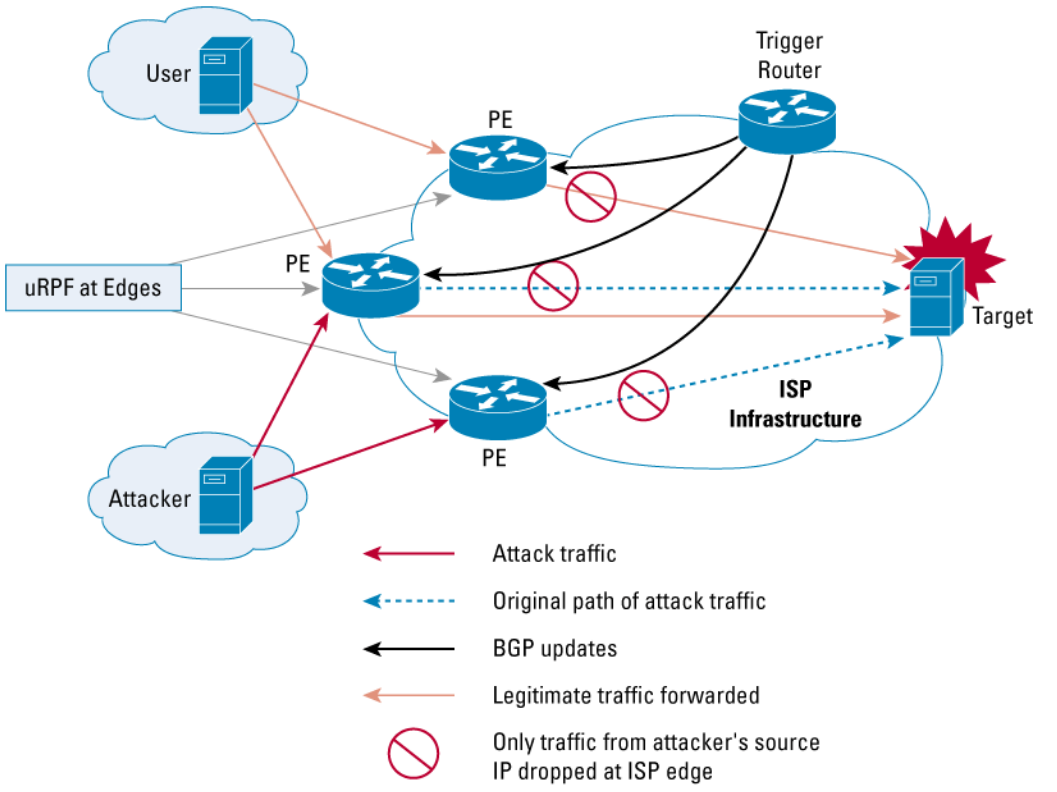 Trigger
Router
User
PE
PE
uRPF at Edges
Target
ISP
Infrastructure
PE
Attacker
Attack traffic
Original path of attack traffic
BGP updates
Legitimate traffic forwarded
Only traffic from attacker's source
IP dropped at ISP edge